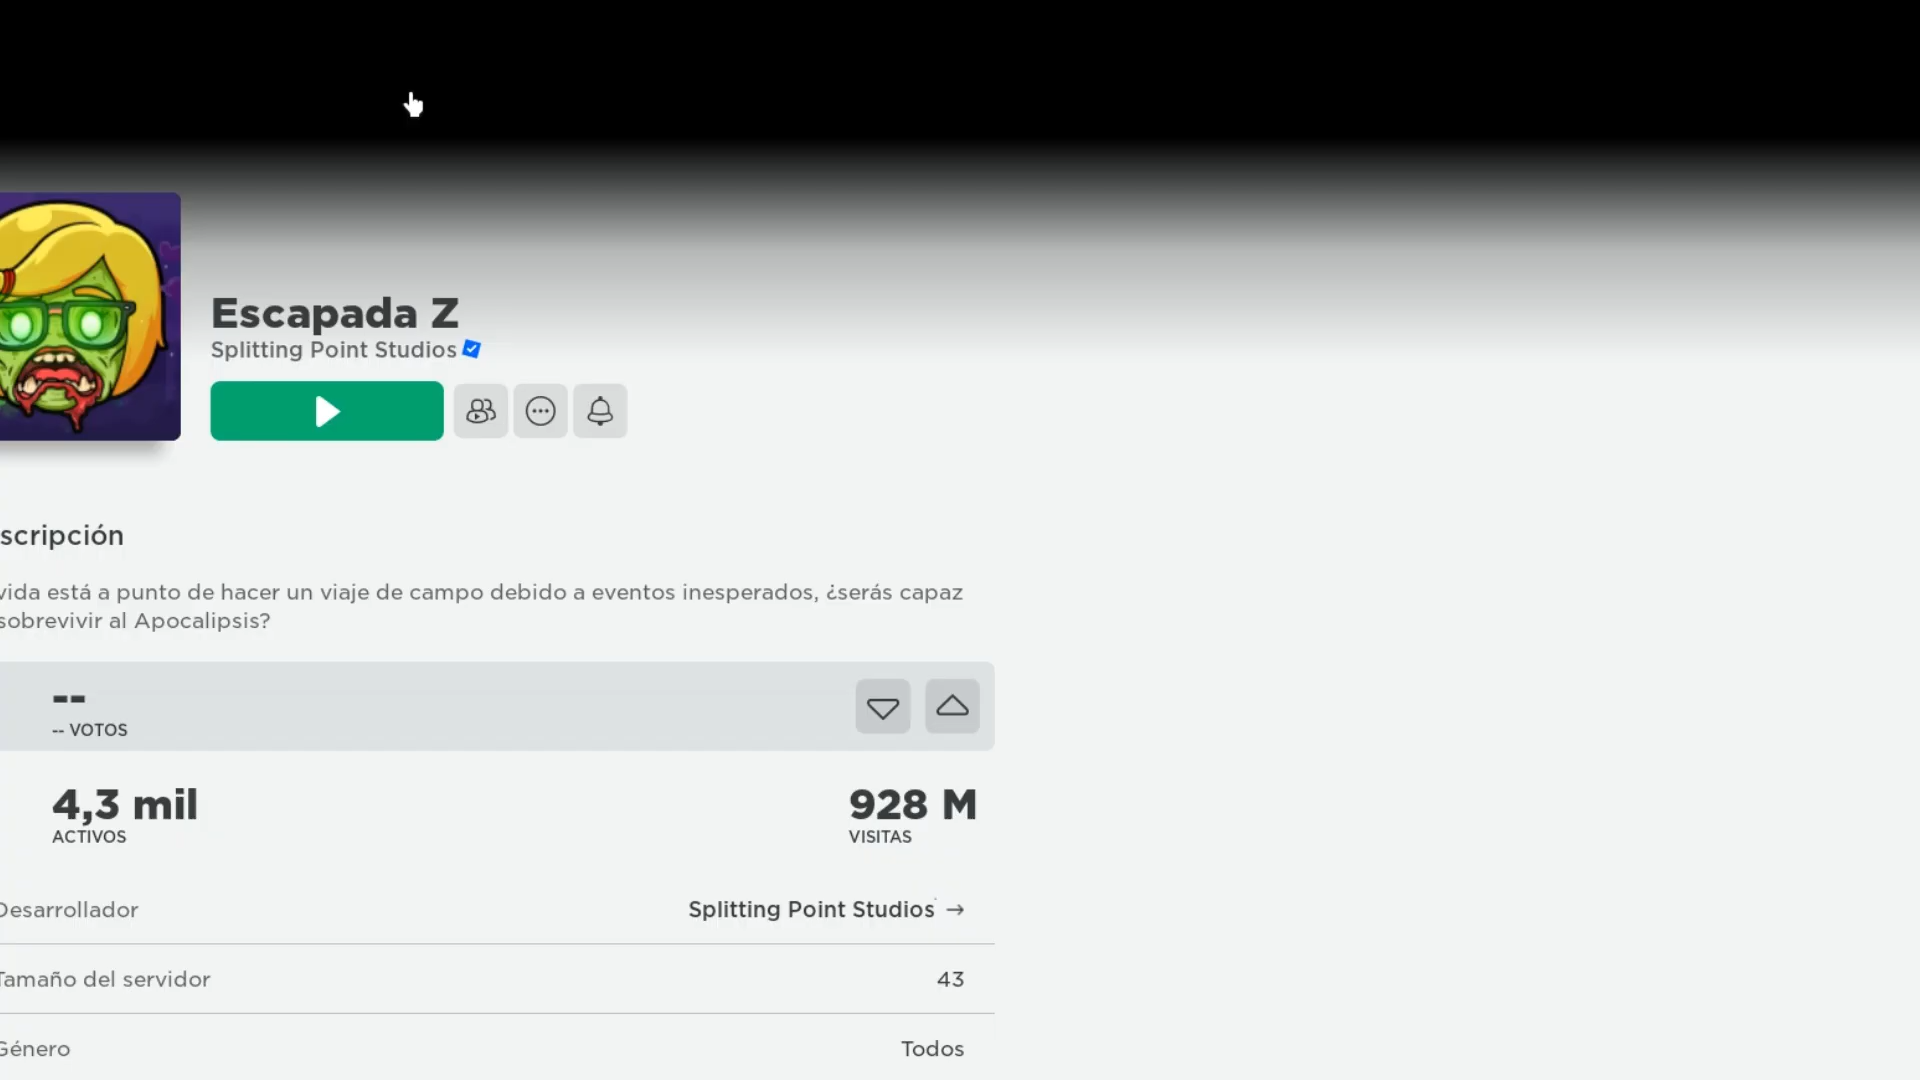 Escapada Z
Splitting Point Studios
scripción
vida está a punto de hacer un viaje de campo debido a eventos inesperados, ¿serás capaz
sobrevivir al Apocalipsis?
--
-- VOTOS
4,3 mil
ACTIVOS
928 M
VISITAS
Desarrollador
Splitting Point Studios →
Tamaño del servidor
43
Género
Todos